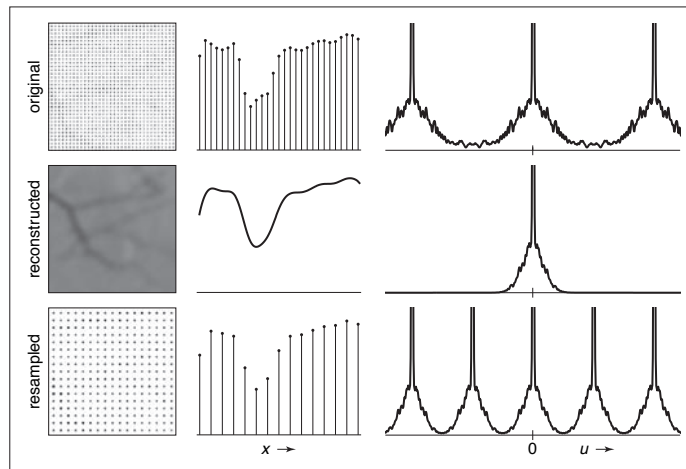 original
reconstructed
resampled
x →
0
u →